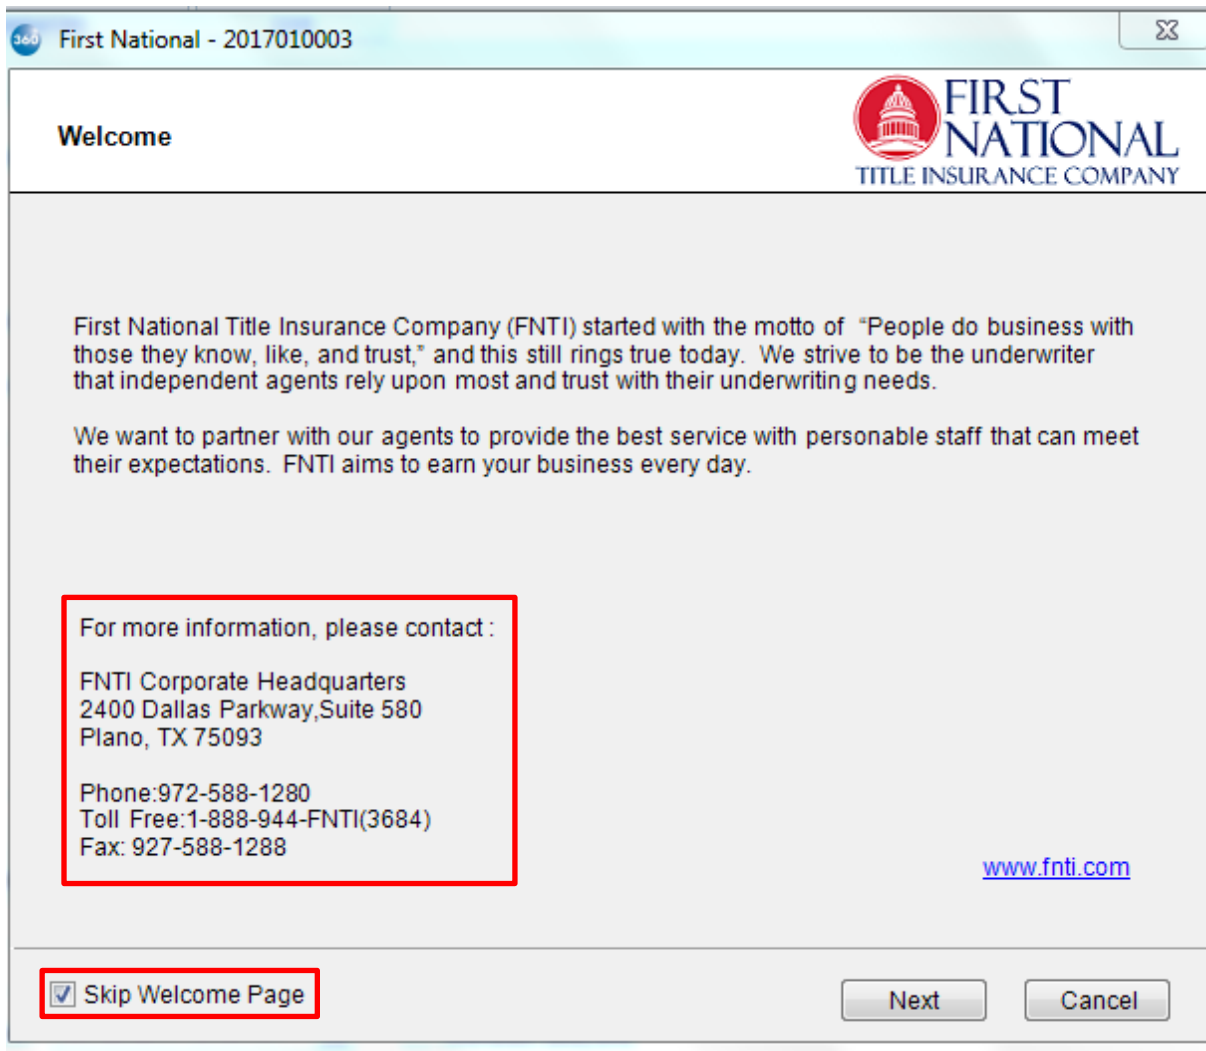 360 First National - 2017010003
Welcome
FIRST
NATIONAL
TITLE INSURANCE COMPANY
First National Title Insurance Company (FNTI) started with the motto of “People do business with
those they know, like, and trust,” and this still rings true today. We strive to be the underwriter
that independent agents rely upon most and trust with their underwriting needs.
We want to partner with our agents to provide the best service with personable staff that can meet
their expectations. FNTI aims to earn your business every day.
For more information, please contact :
FNTI Corporate Headquarters
2400 Dallas Parkway,Suite 580
Plano, TX 75093
Phone:972-588-1280
Toll Free:1-888-944-FNTI(3684)
Fax: 927-588-1288
www.fnti.com
Skip Welcome Page
Next
Cancel